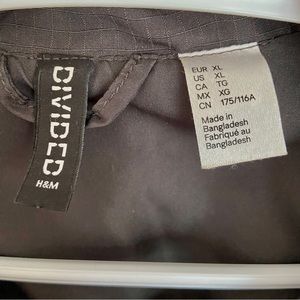 DIVIDED
H&M
EUR XL
US XL
CA TG
MX XG
CN 175/116A
Made in
Bangladesh
Fabriqué au
Bangladesh